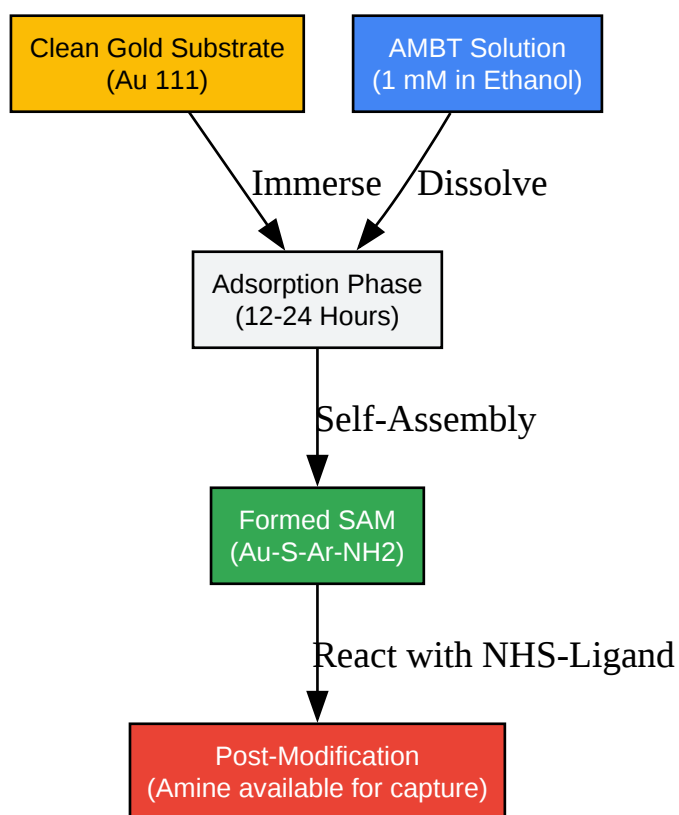 Clean Gold Substrate
(Au 111)
AMBT Solution
(1 mM in Ethanol)
Immerse
Dissolve
Adsorption Phase
(12-24 Hours)
Self-Assembly
Formed SAM
(Au-S-Ar-NH2)
React with NHS-Ligand
Post-Modification
(Amine available for capture)